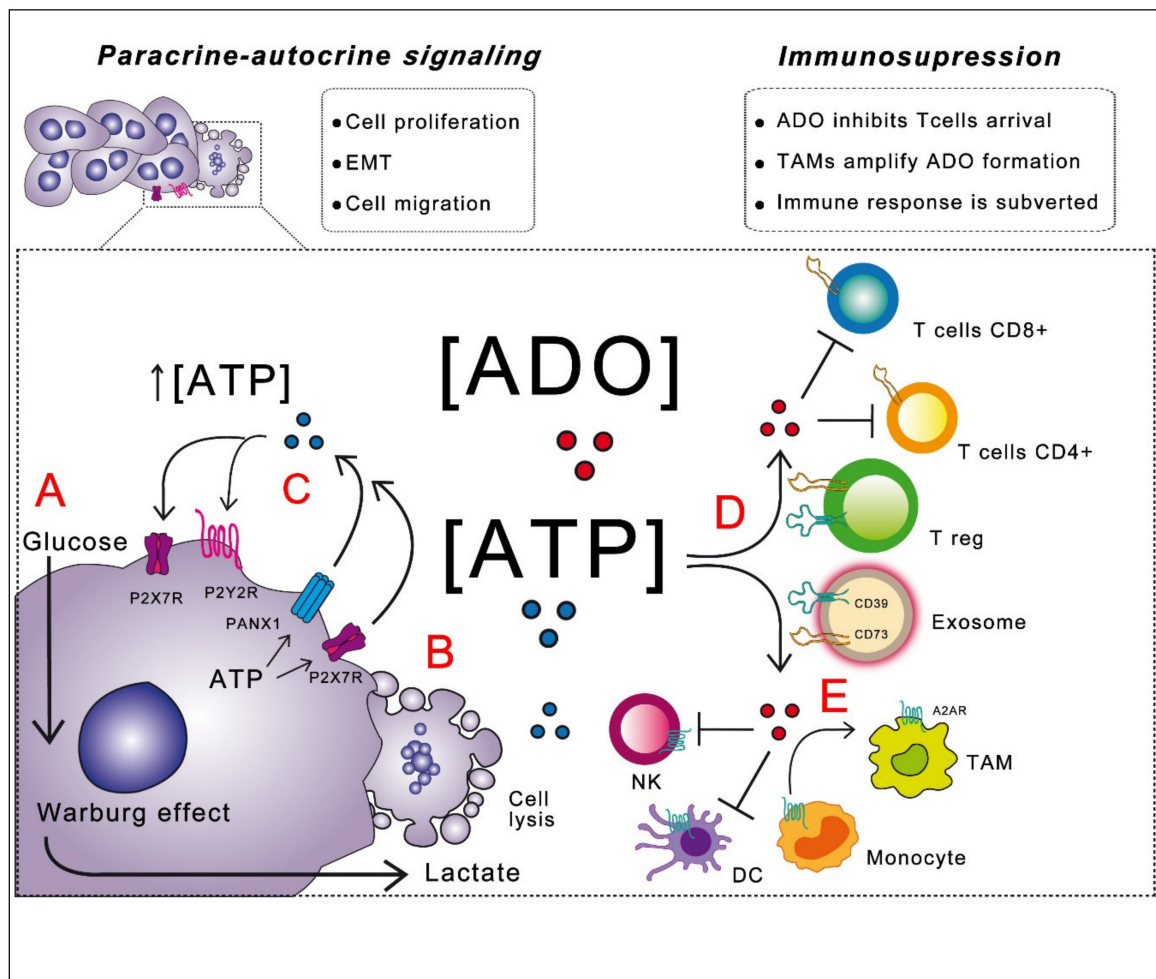 Paracrine-autocrine signaling
Cell proliferation
EMT
Cell migration
Immunosupression
ADO inhibits Tcells arrival
TAMs amplify ADO formation
Immune response is subverted
↑[ATP]
A
Glucose
C
P2X7R
P2Y2R
PANX1
ATP
P2X7R
B
Cell
lysis
Warburg effect
Lactate
[ADO]
[ATP]
D
T cells CD8+
T cells CD4+
T reg
CD39
CD73
Exosome
E
NK
DC
A2AR
TAM
Monocyte